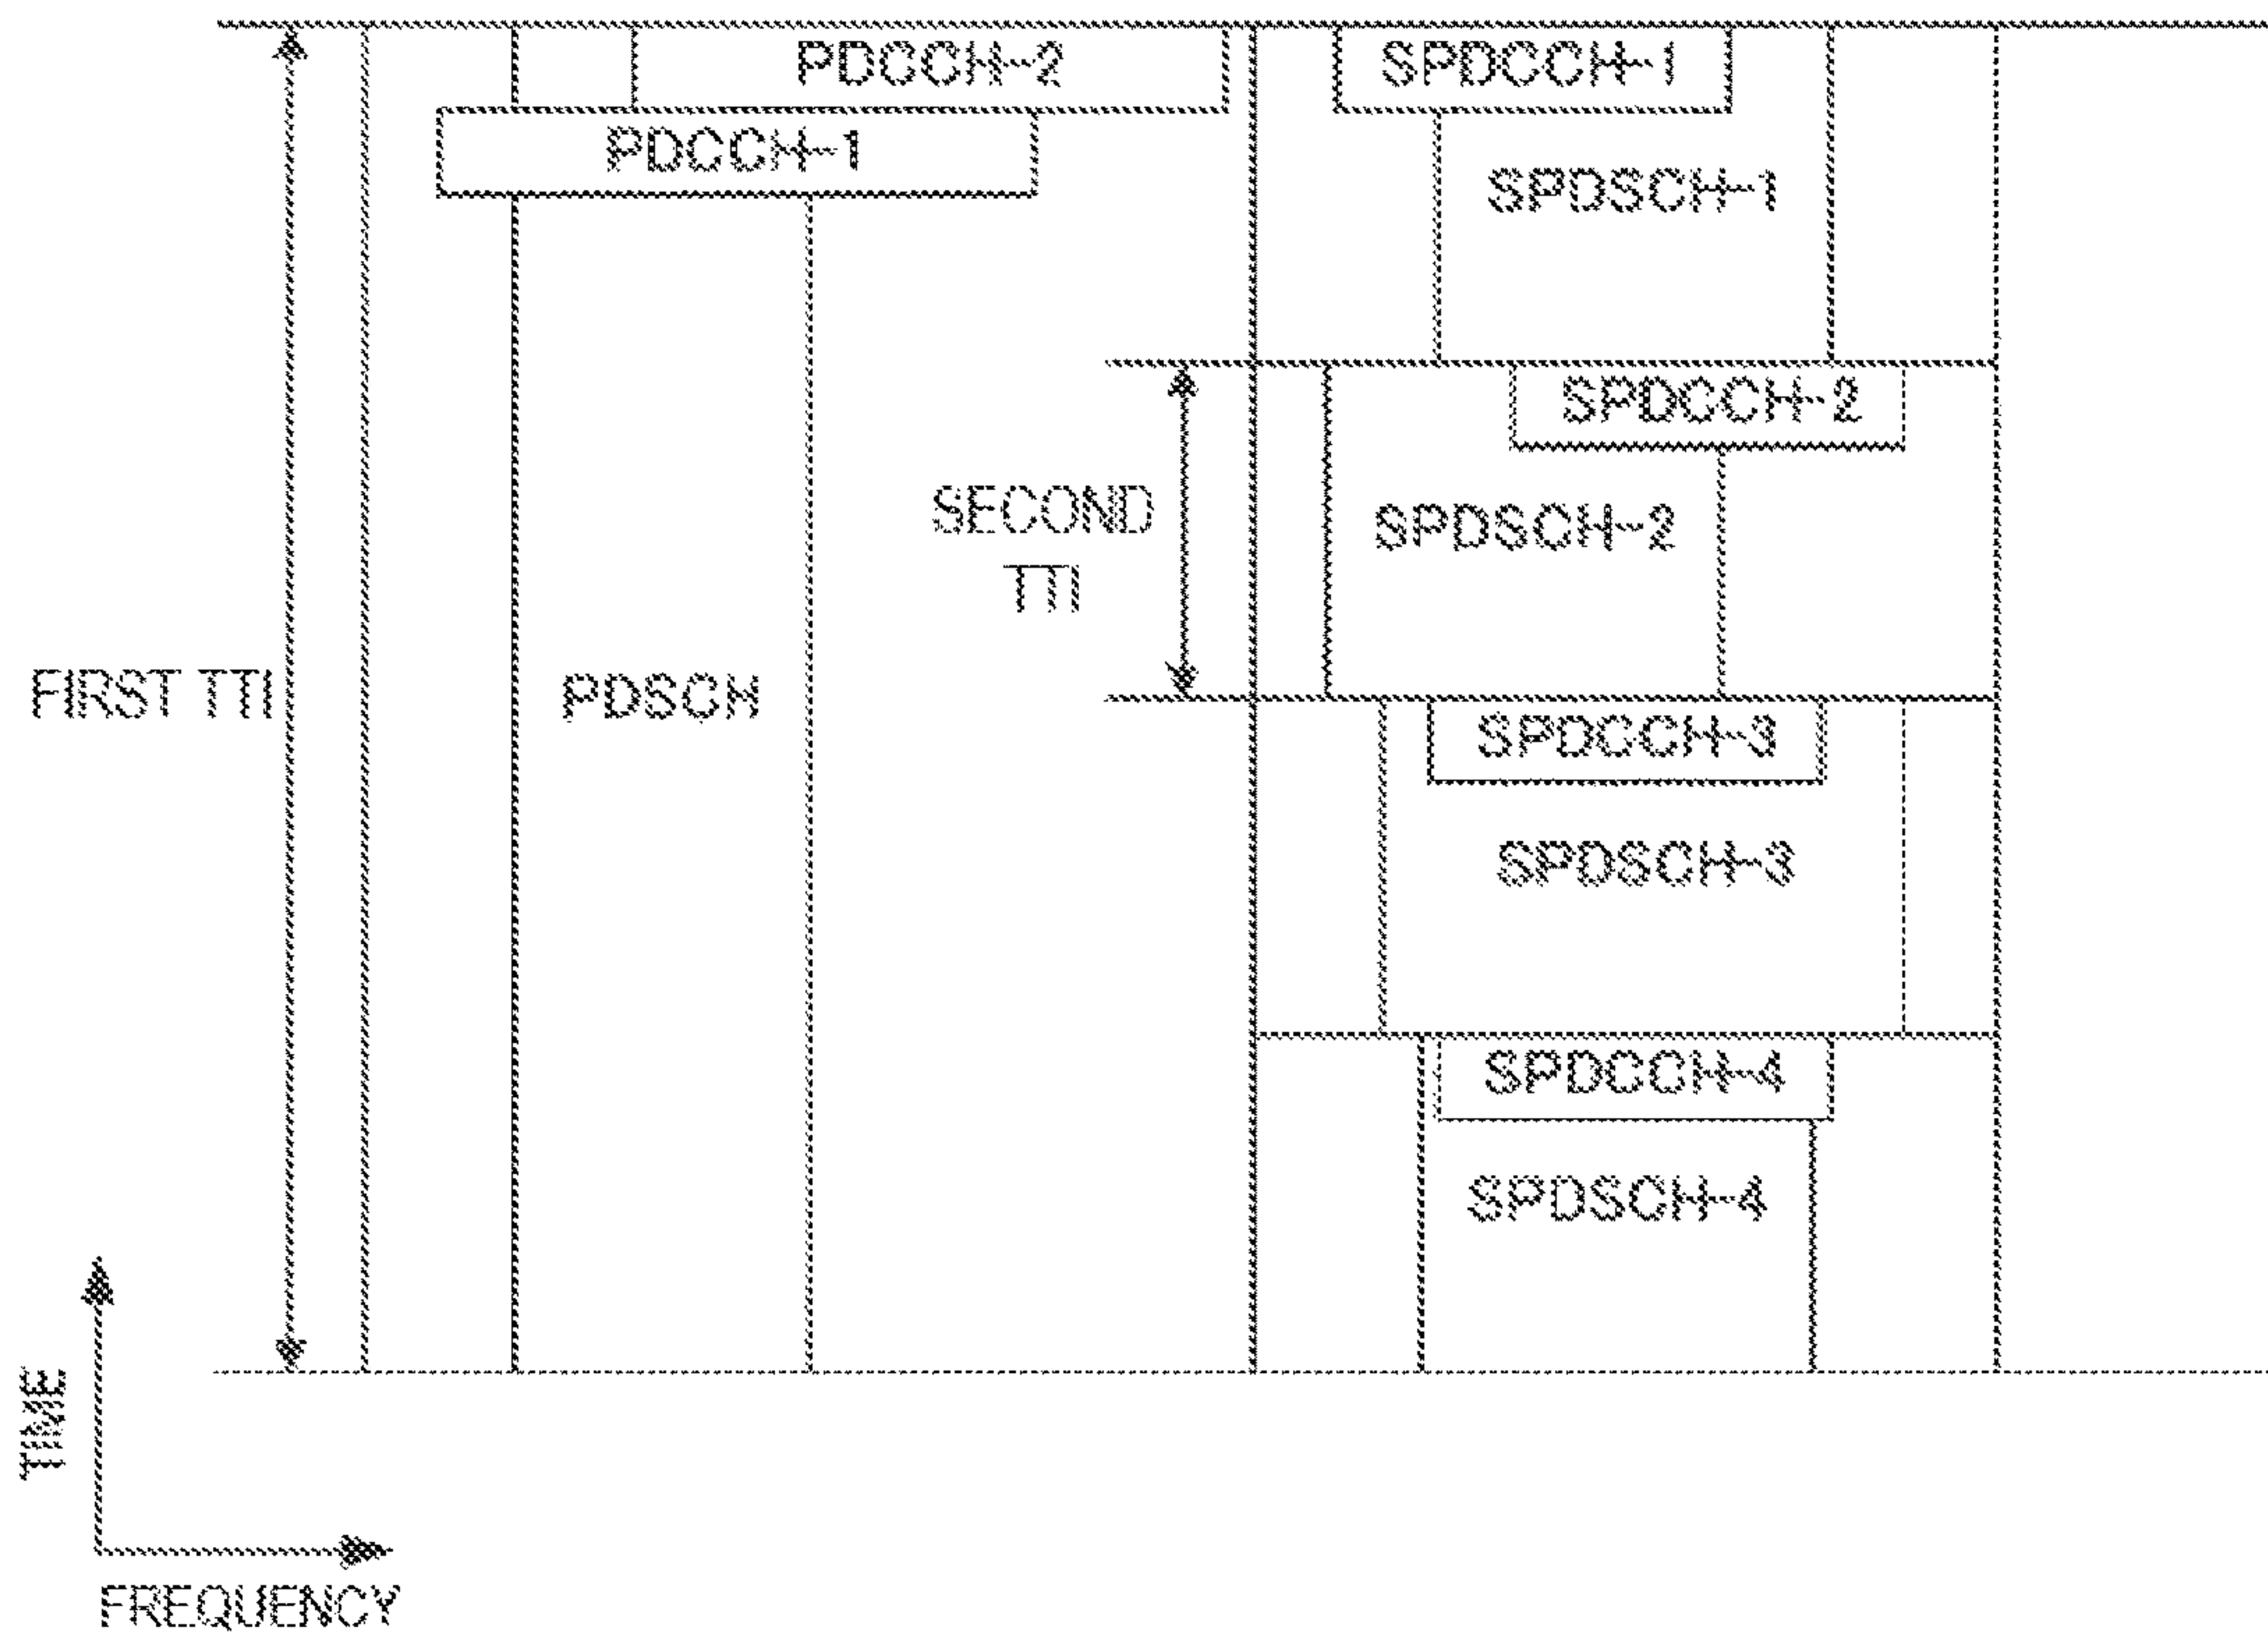 PDCCH-2
SPDCCH-1
PDCCH-1
SPDSCH-1
SPDCCH-2
SECOND
TTI
SPDSCH-2
FIRST TTI
PDSCH
SPDCCH-3
SPDSCH-3
SPDCCH-4
SPDSCH-4
TIME
FREQUENCY